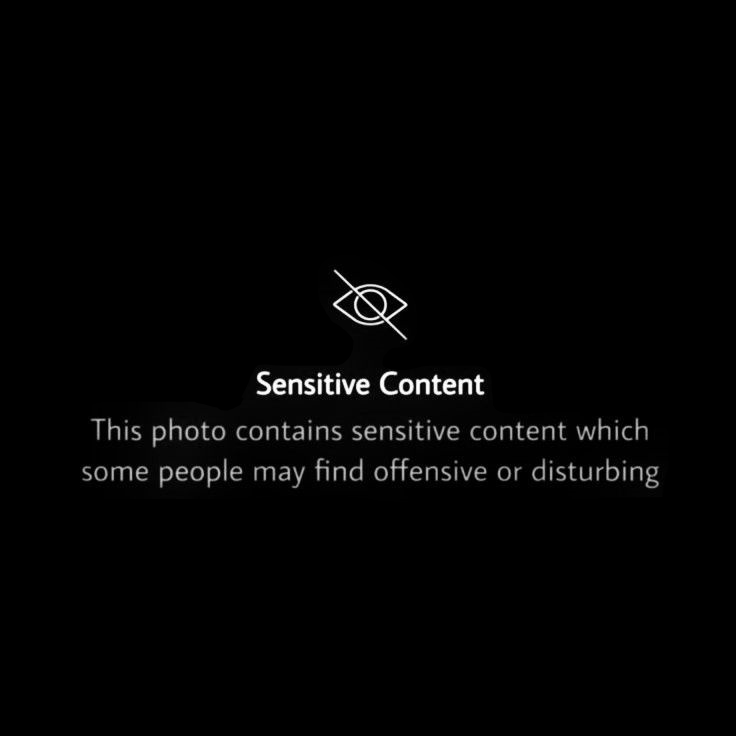 Sensitive Content
This photo contains sensitive content which
some people may find offensive or disturbing